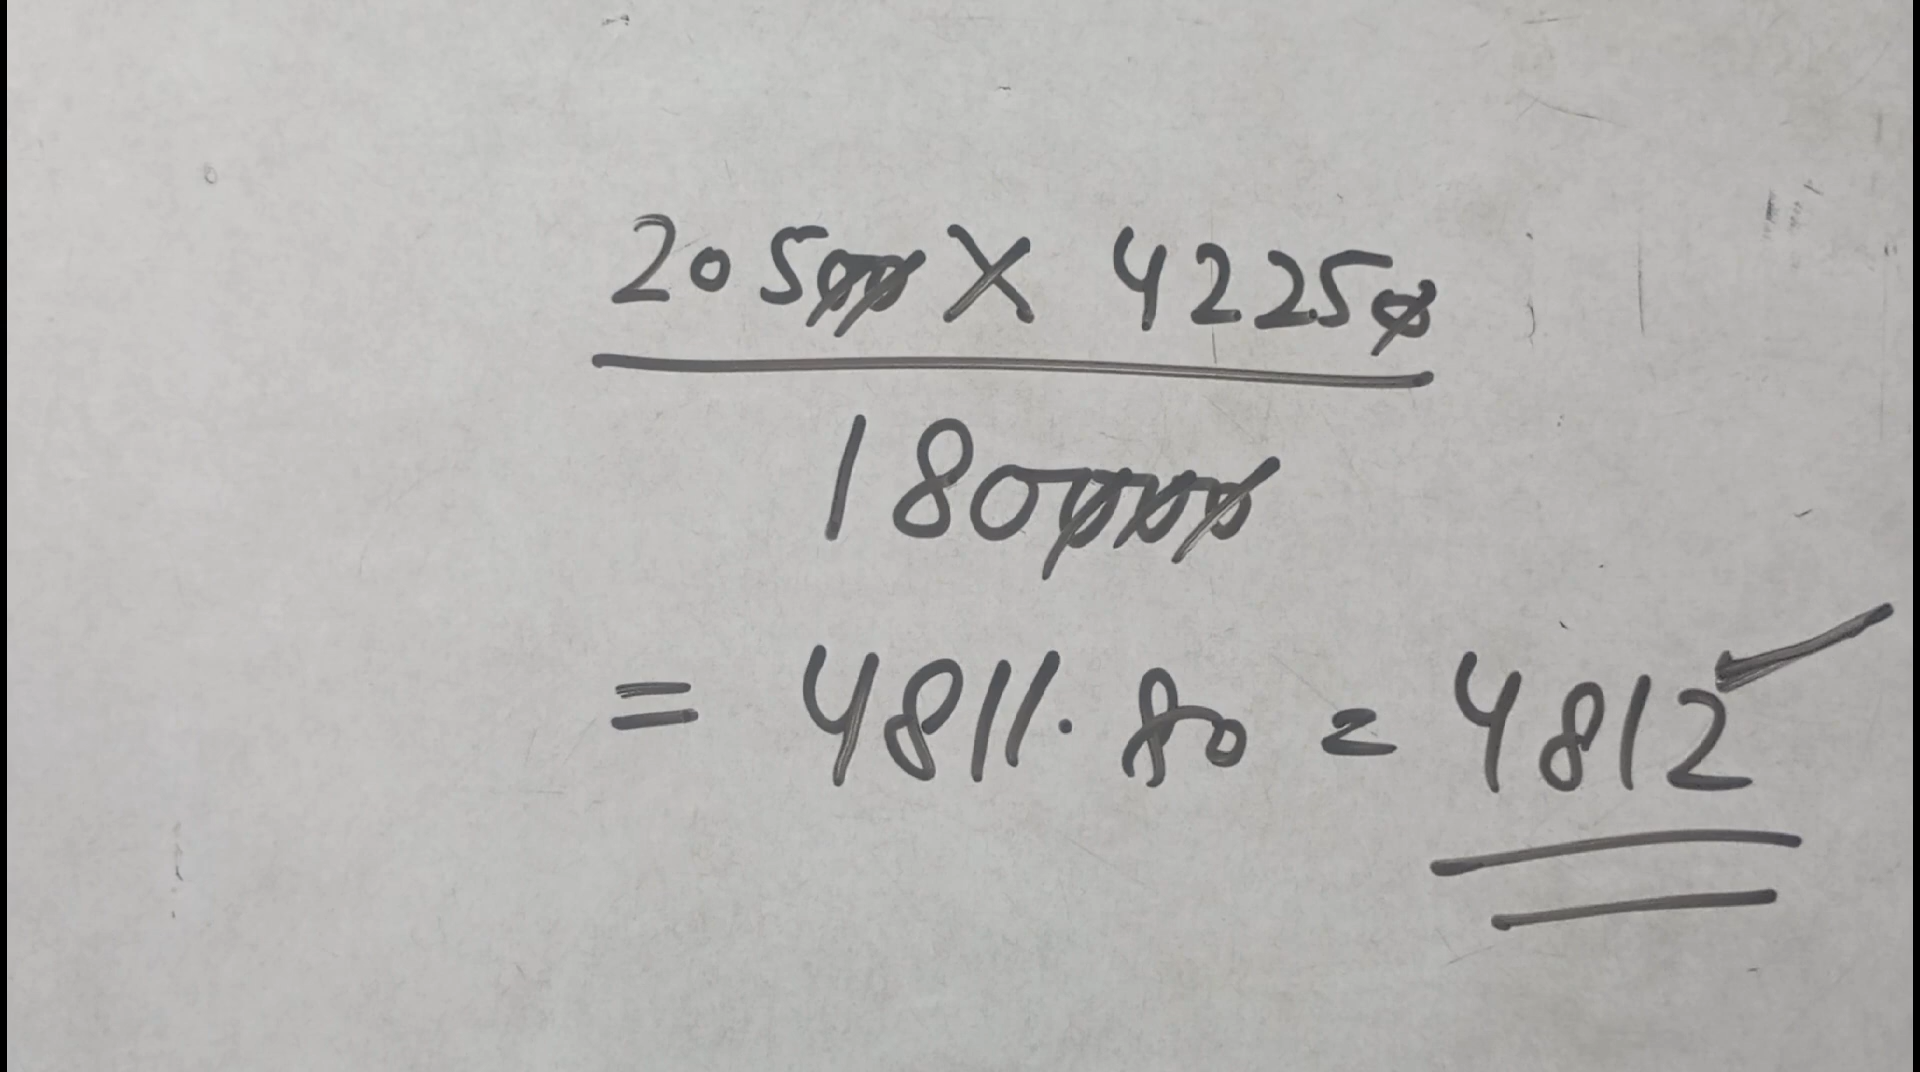 20500 X 42250
180000
= 4811.80 = 4812 ✓